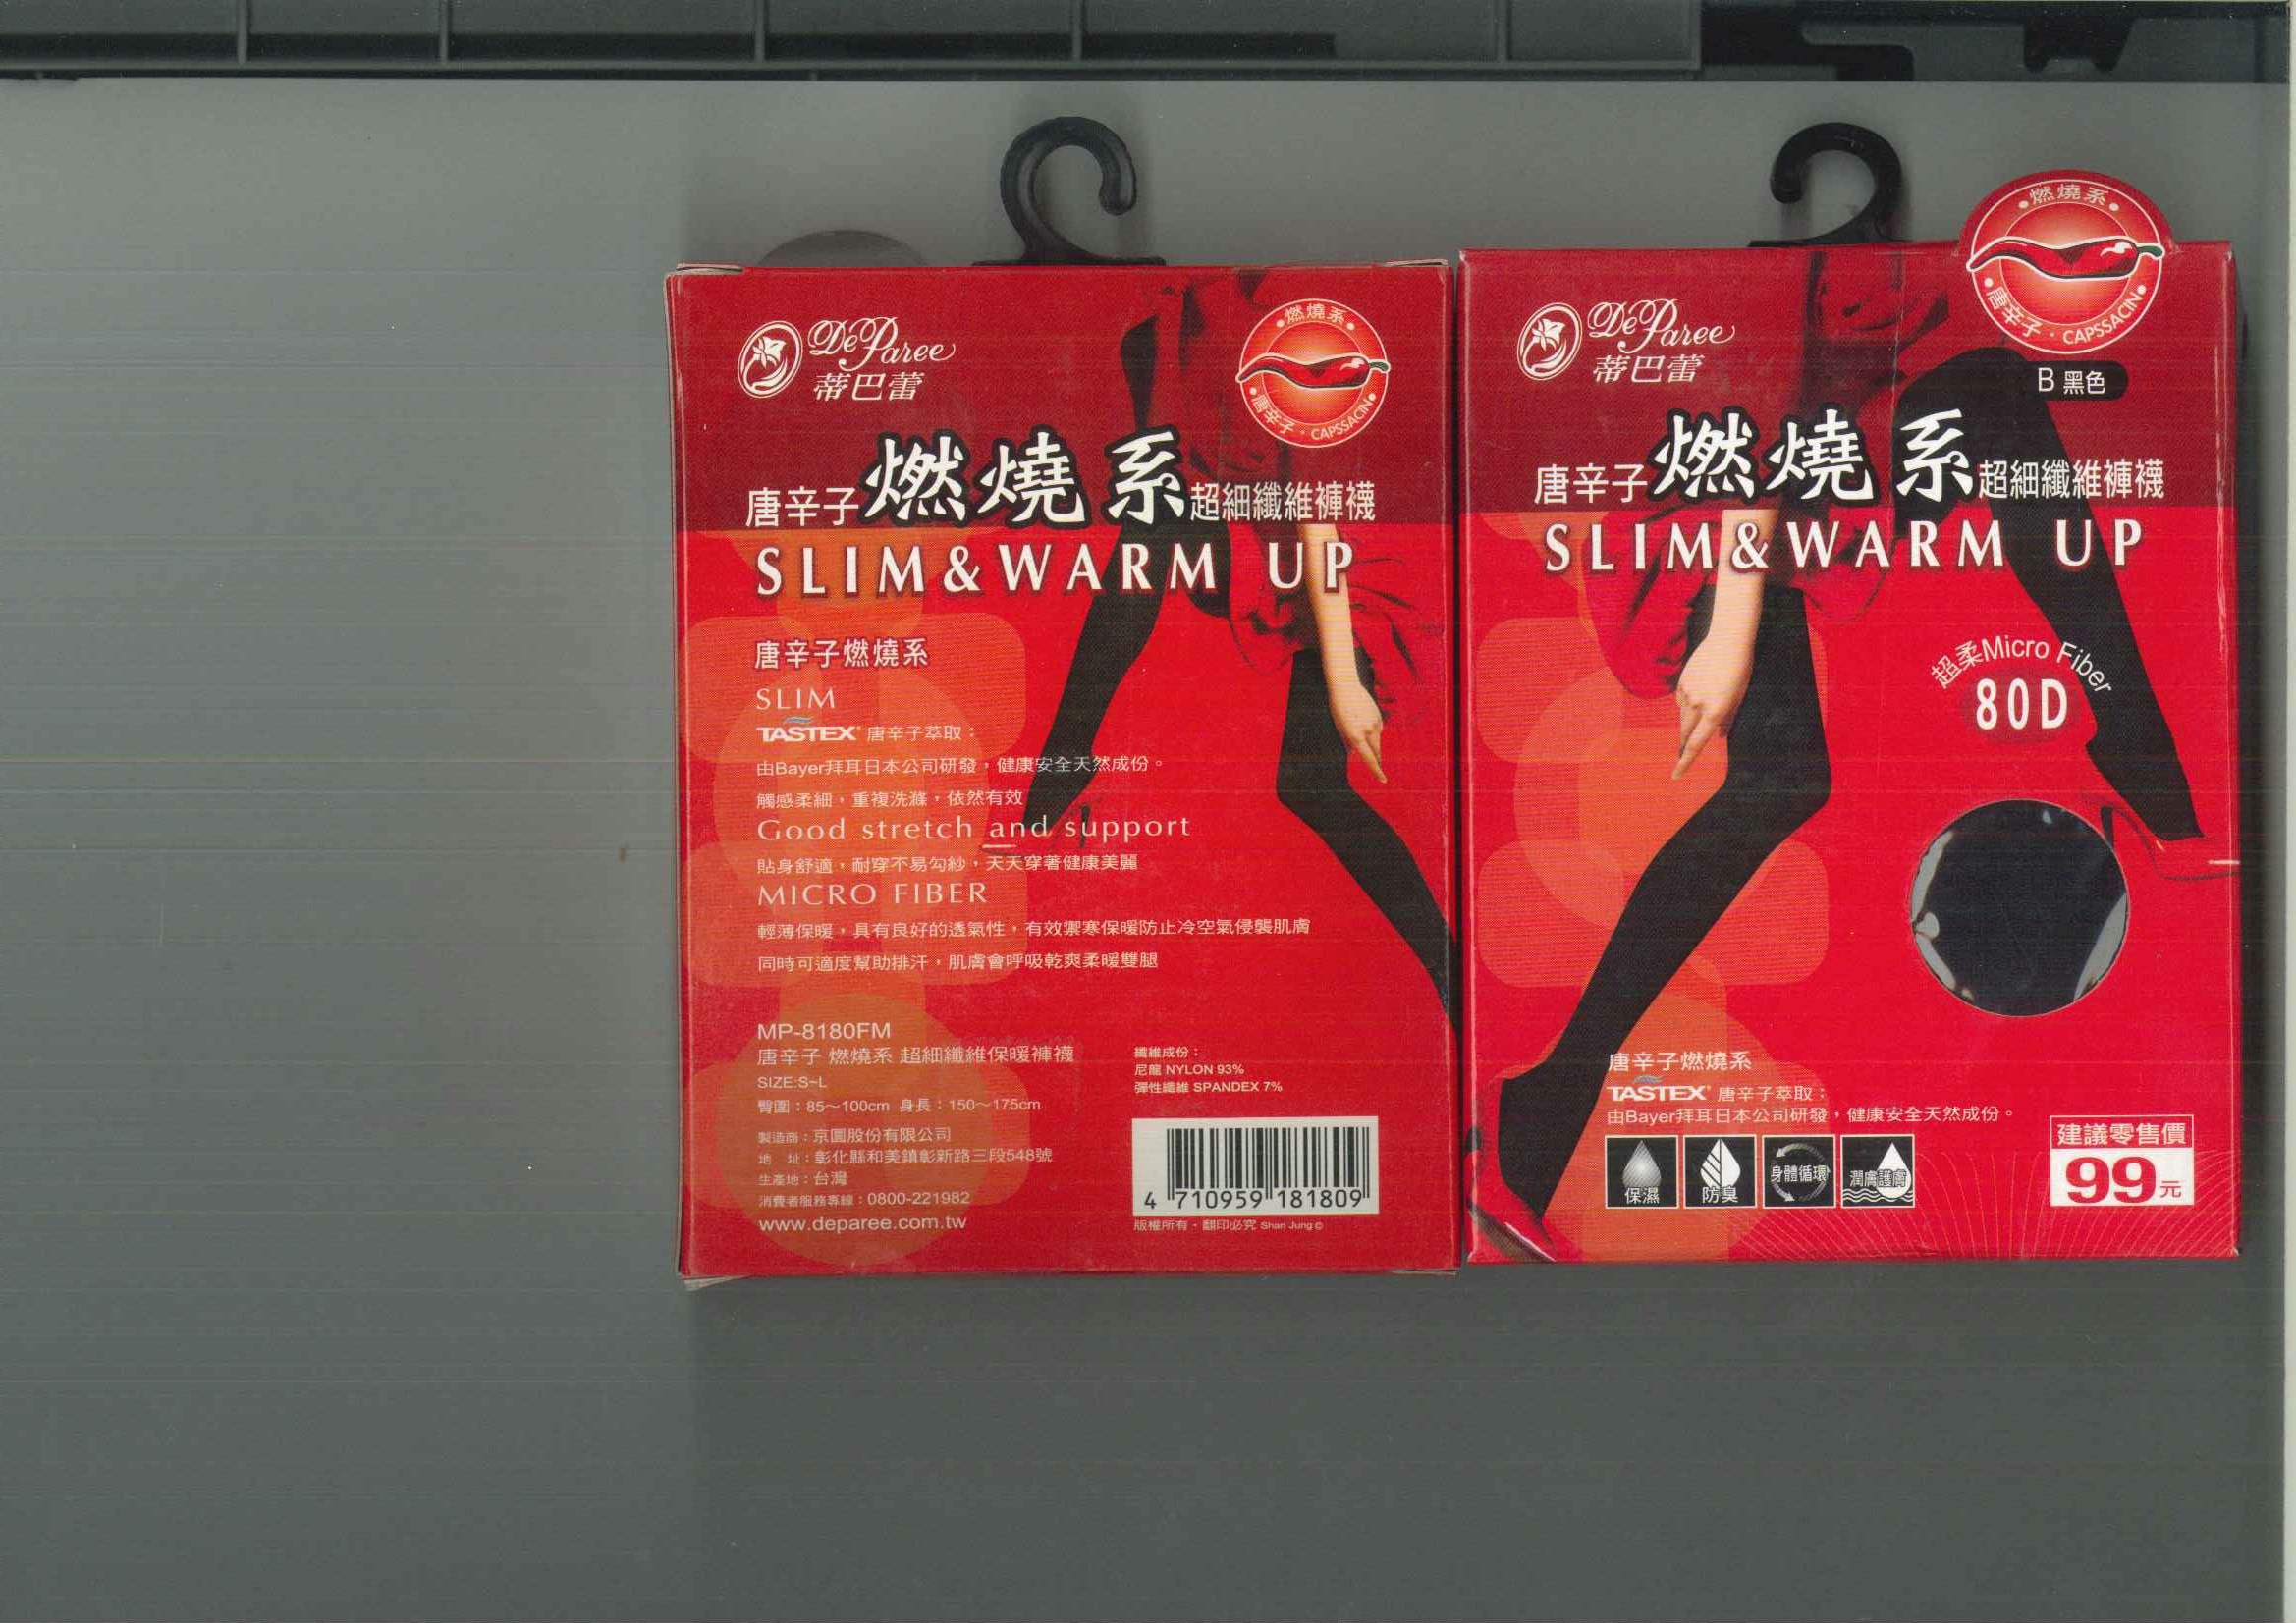 De Paree
蒂巴蕾
燃燒系
唐辛子・CAPSSACIN
唐辛子燃燒系超細纖維褲襪
SLIM&WARM UP
唐辛子燃燒系
SLIM
TASTEX® 唐辛子萃取：
由Bayer拜耳日本公司研發，健康安全天然成份。
觸感柔細，重複洗滌，依然有效
Good stretch and support
貼身舒適，耐穿不易勾紗，天天穿著健康美麗
MICRO FIBER
輕薄保暖，具有良好的透氣性，有效禦寒保暖防止冷空氣侵襲肌膚
同時可適度幫助排汗，肌膚會呼吸乾爽柔暖雙腿
MP-8180FM
唐辛子 燃燒系 超細纖維保暖褲襪
SIZE:S~L
臀圍：85～100cm 身長：150～175cm
製造商：京圜股份有限公司
地 址：彰化縣和美鎮彰新路三段548號
生產地：台灣
消費者服務專線：0800-221982
www.deparee.com.tw
纖維成份：
尼龍 NYLON 93%
彈性纖維 SPANDEX 7%
4 710959 181809
版權所有・翻印必究 Shan Jung ©
De Paree
蒂巴蕾
燃燒系
唐辛子・CAPSSACIN
B 黑色
唐辛子燃燒系超細纖維褲襪
SLIM&WARM UP
超柔Micro Fiber
80D
唐辛子燃燒系
TASTEX® 唐辛子萃取：
由Bayer拜耳日本公司研發，健康安全天然成份。
保濕
防臭
身體循環
潤膚護膚
建議零售價
99元